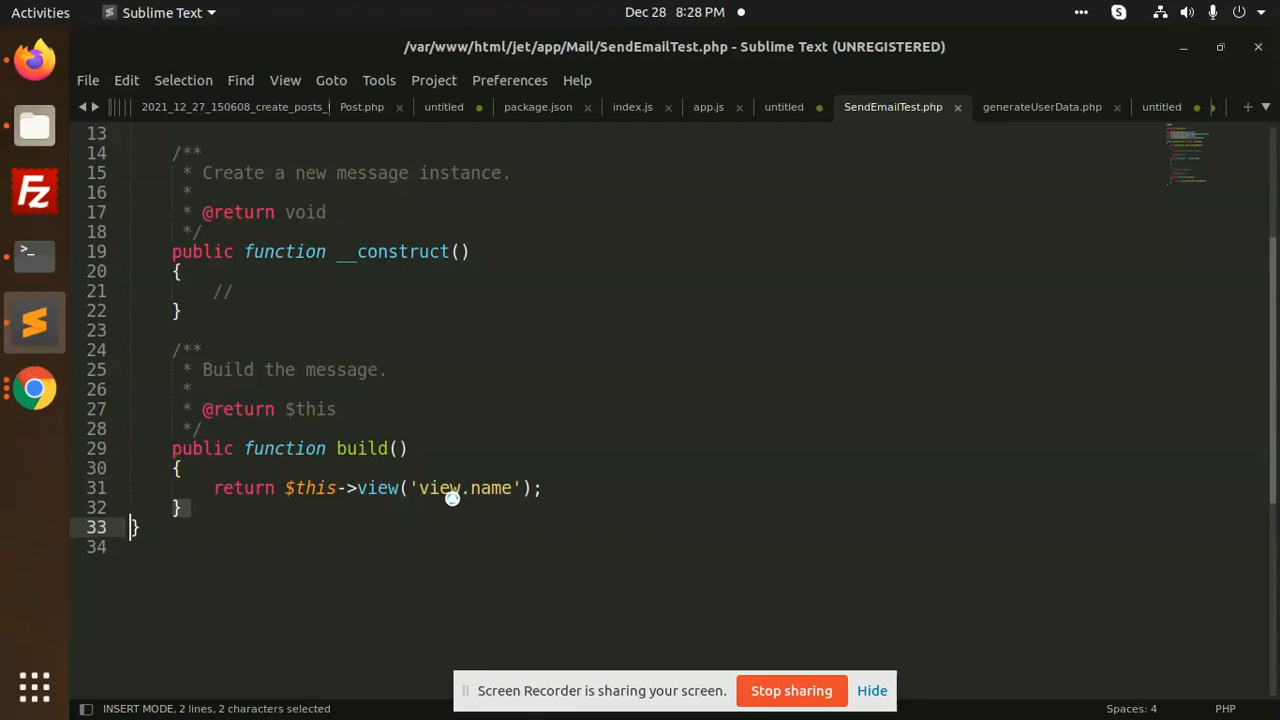 Activities
Sublime Text
Dec 28 8:28 PM
/var/www/html/jet/app/Mail/SendEmailTest.php - Sublime Text (UNREGISTERED)
File Edit Selection Find View Goto Tools Project Preferences Help
2021_12_27_150608_create_posts_ Post.php untitled package.json index.js app.js untitled SendEmailTest.php generateUserData.php untitled
13
14 /**
15 * Create a new message instance.
16 *
17 * @return void
18 */
19 public function __construct()
20 {
21 //
22 }
23
24 /**
25 * Build the message.
26 *
27 * @return $this
28 */
29 public function build()
30 {
31 return $this->view('view.name');
32 }
33 }
34
Screen Recorder is sharing your screen. Stop sharing Hide
INSERT MODE, 2 lines, 2 characters selected Spaces: 4 PHP